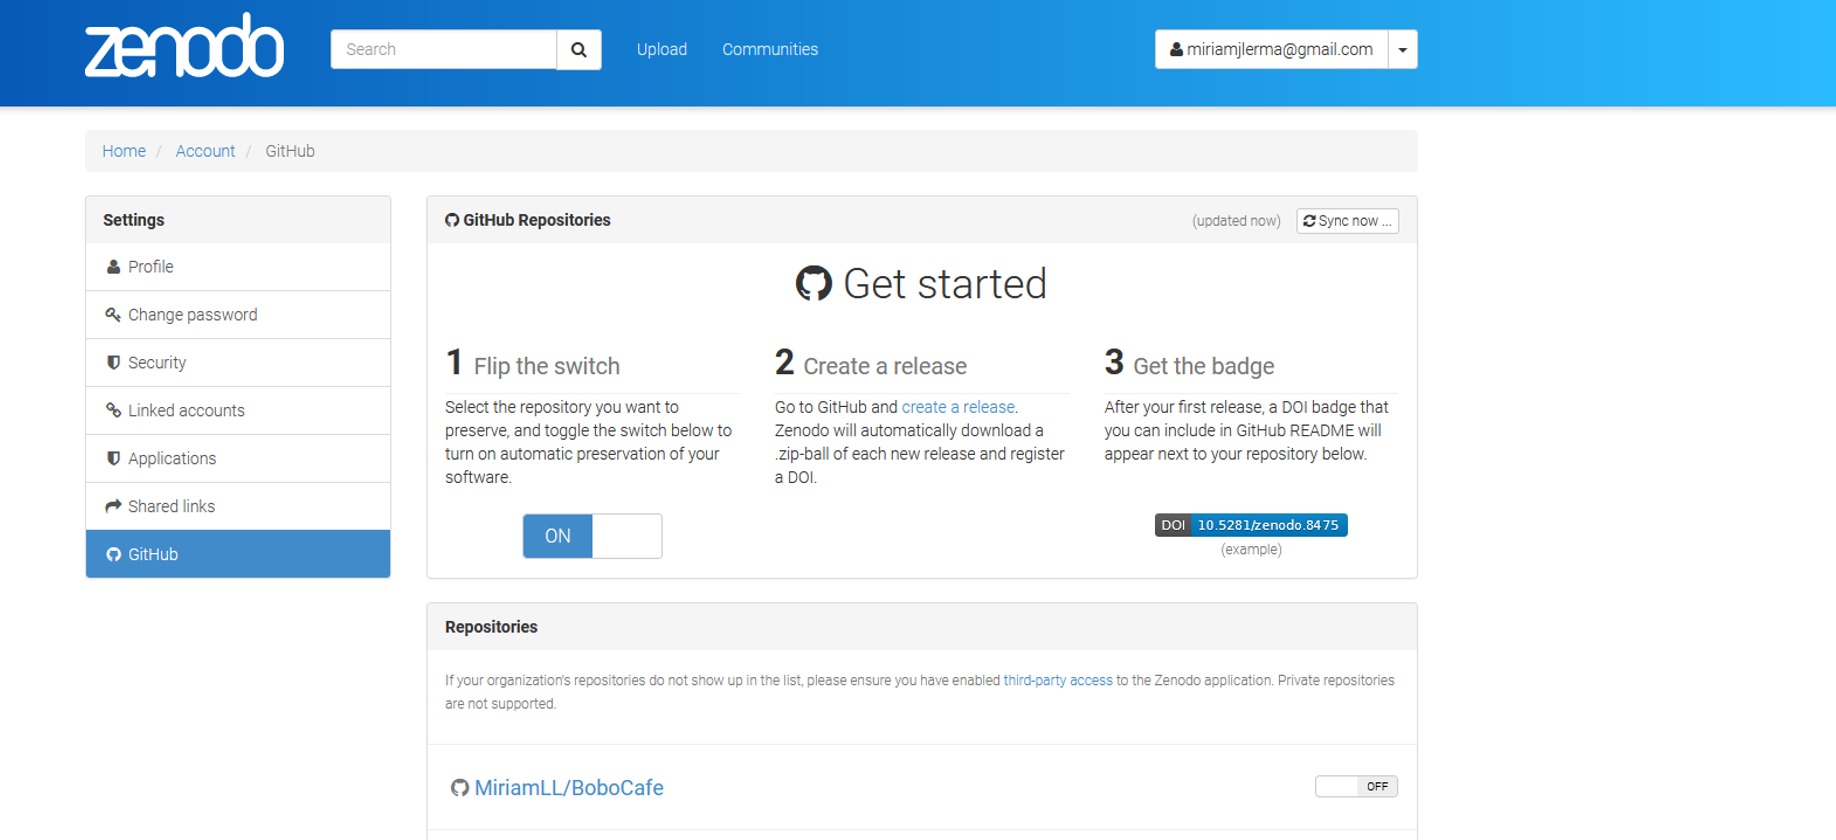 zenodo
Search
Upload
Communities
miriamjlerma@gmail.com
Home / Account / GitHub
Settings
Profile
Change password
Security
Linked accounts
Applications
Shared links
GitHub
GitHub Repositories
(updated now)
Sync now ...
Get started
1 Flip the switch
Select the repository you want to
preserve, and toggle the switch below to
turn on automatic preservation of your
software.
ON
2 Create a release
Go to GitHub and create a release.
Zenodo will automatically download a
.zip-ball of each new release and register
a DOI.
3 Get the badge
After your first release, a DOI badge that
you can include in GitHub README will
appear next to your repository below.
DOI 10.5281/zenodo.8475
(example)
Repositories
If your organization's repositories do not show up in the list, please ensure you have enabled third-party access to the Zenodo application. Private repositories
are not supported.
MiriamLL/BoboCafe
OFF